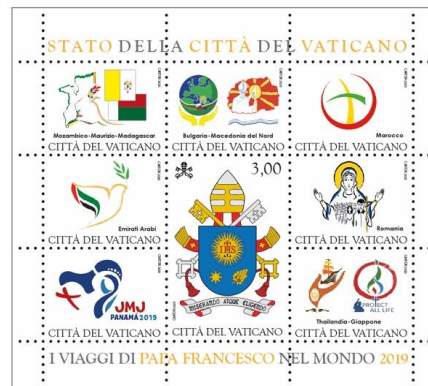 STATO DELLA CITTÀ DEL VATICANO
Mozambico-Maurizio-Madagascar
CITTÀ DEL VATICANO
Bulgaria-Macedonia del Nord
CITTÀ DEL VATICANO
Marocco
CITTÀ DEL VATICANO
Emirati Arabi
CITTÀ DEL VATICANO
3,00
IHS
MISERANDO ATQUE ELIGENDO
CITTÀ DEL VATICANO
Romania
CITTÀ DEL VATICANO
JMJ
PANAMÁ 2019
CITTÀ DEL VATICANO
PROTECT
ALL LIFE
Thailandia-Giappone
CITTÀ DEL VATICANO
I VIAGGI DI PAPA FRANCESCO NEL MONDO 2019